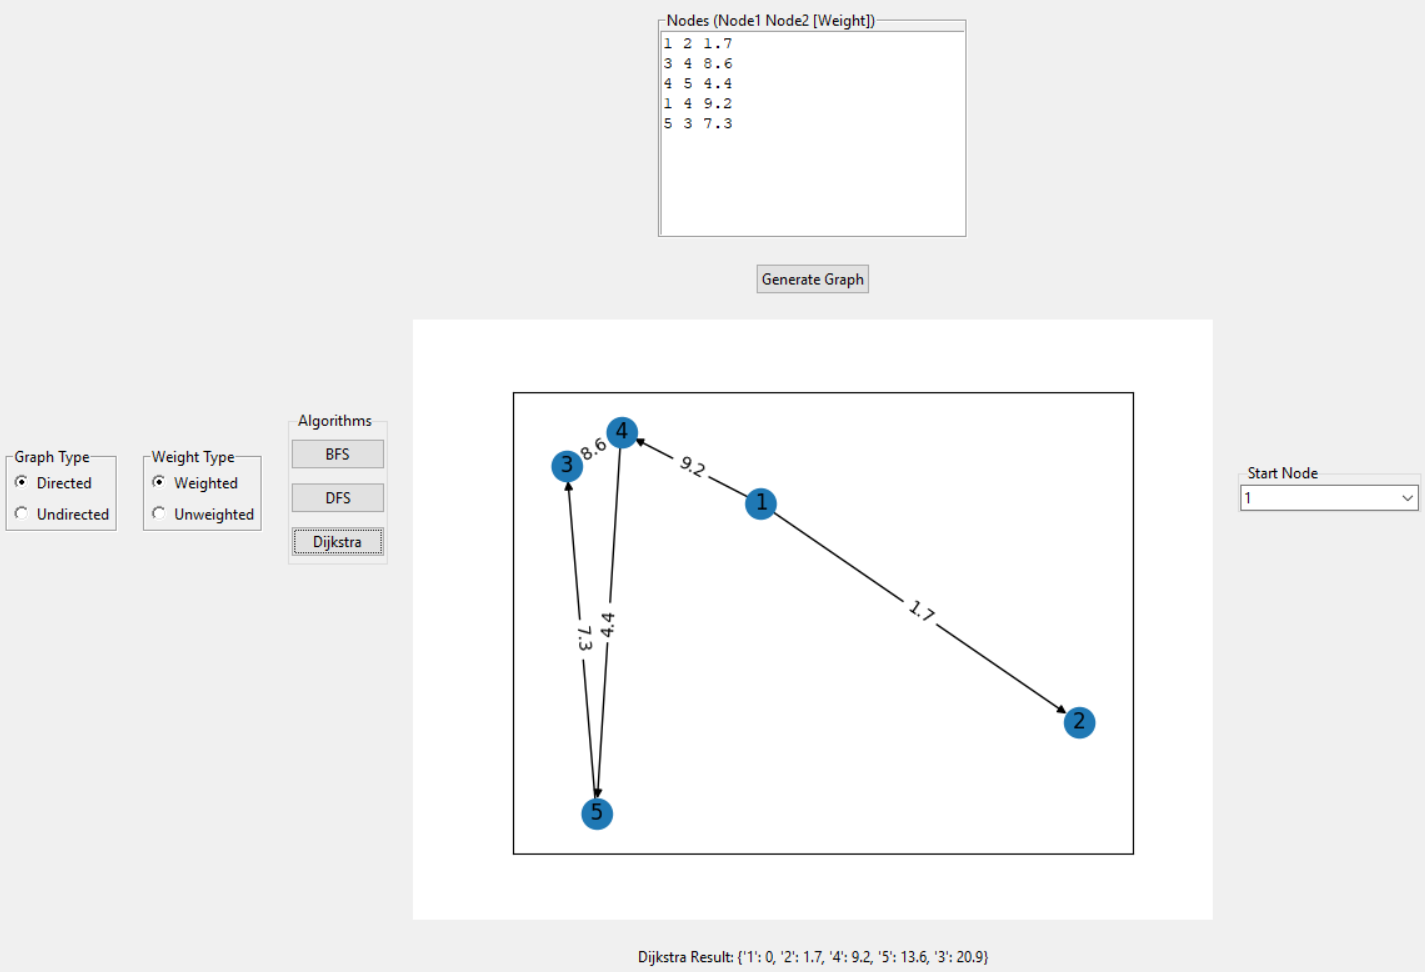 Nodes (Node1 Node2 [Weight])
1 2 1.7
3 4 8.6
4 5 4.4
1 4 9.2
5 3 7.3
Generate Graph
Graph Type
Directed
Undirected
Weight Type
Weighted
Unweighted
Algorithms
BFS
DFS
Dijkstra
4
8.6
3
9.2
1
1.7
7.3
4.4
2
5
Start Node
1
Dijkstra Result: {'1': 0, '2': 1.7, '4': 9.2, '5': 13.6, '3': 20.9}